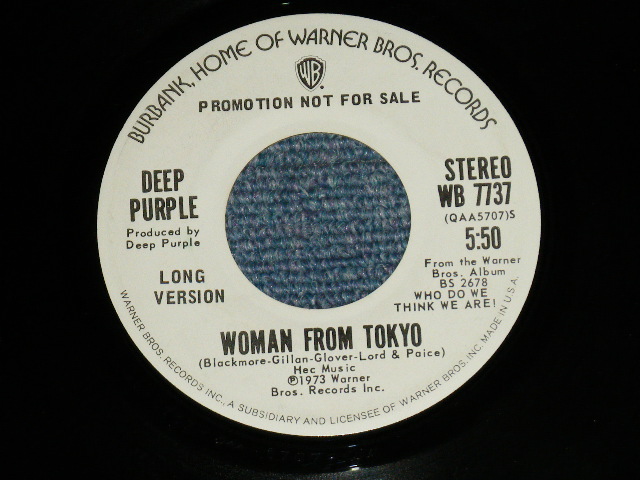 BURBANK, HOME OF WARNER BROS. RECORDS
WB
PROMOTION NOT FOR SALE
DEEP
PURPLE
Produced by
Deep Purple
LONG
VERSION
STEREO
WB 7737
(QAA5707)S
5:50
From the Warner
Bros. Album
BS 2678
WHO DO WE
THINK WE ARE!
WOMAN FROM TOKYO
(Blackmore-Gillan-Glover-Lord & Paice)
Hec Music
℗1973 Warner
Bros. Records Inc.
WARNER BROS. RECORDS INC., A SUBSIDIARY AND LICENSEE OF WARNER BROS. INC. MADE IN U.S.A.